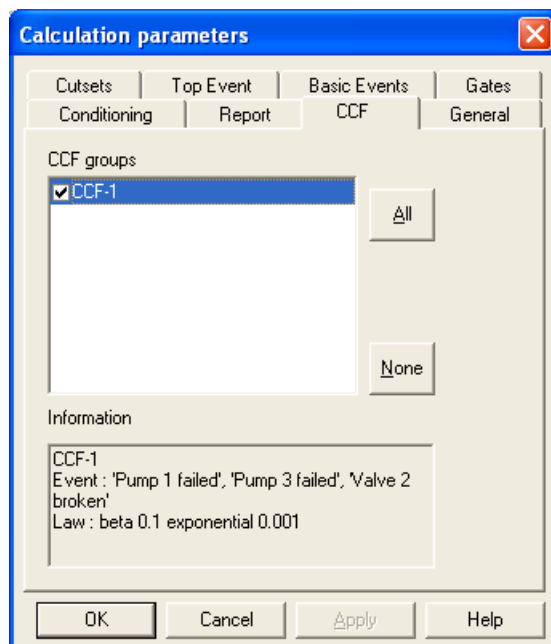 Calculation parameters
Cutsets
Top Event
Basic Events
Gates
Conditioning
Report
CCF
General
CCF groups
CCF-1
All
None
Information
CCF-1
Event : 'Pump 1 failed', 'Pump 3 failed', 'Valve 2
broken'
Law : beta 0.1 exponential 0.001
OK
Cancel
Apply
Help